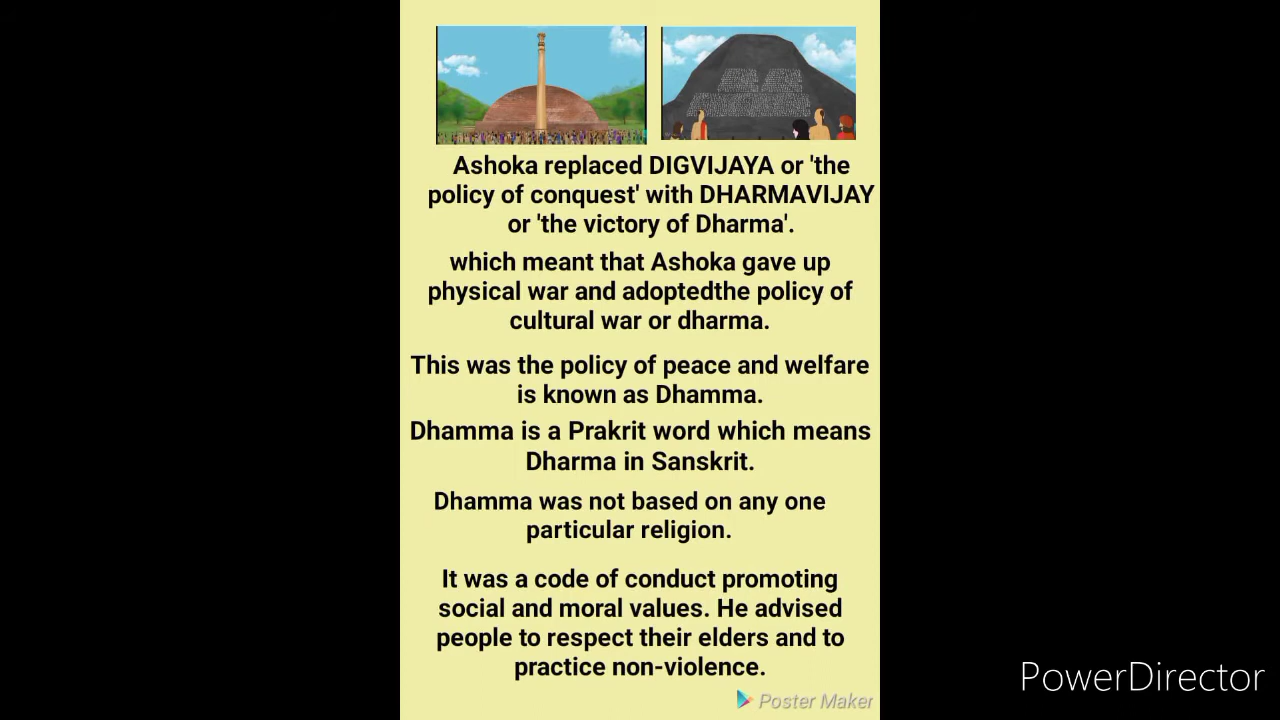 Ashoka replaced DIGVIJAYA or 'the
policy of conquest' with DHARMAVIJAY
or 'the victory of Dharma'.
which meant that Ashoka gave up
physical war and adoptedthe policy of
cultural war or dharma.
This was the policy of peace and welfare
is known as Dhamma.
Dhamma is a Prakrit word which means
Dharma in Sanskrit.
Dhamma was not based on any one
particular religion.
It was a code of conduct promoting
social and moral values. He advised
people to respect their elders and to
practice non-violence.
Poster Maker
PowerDirector